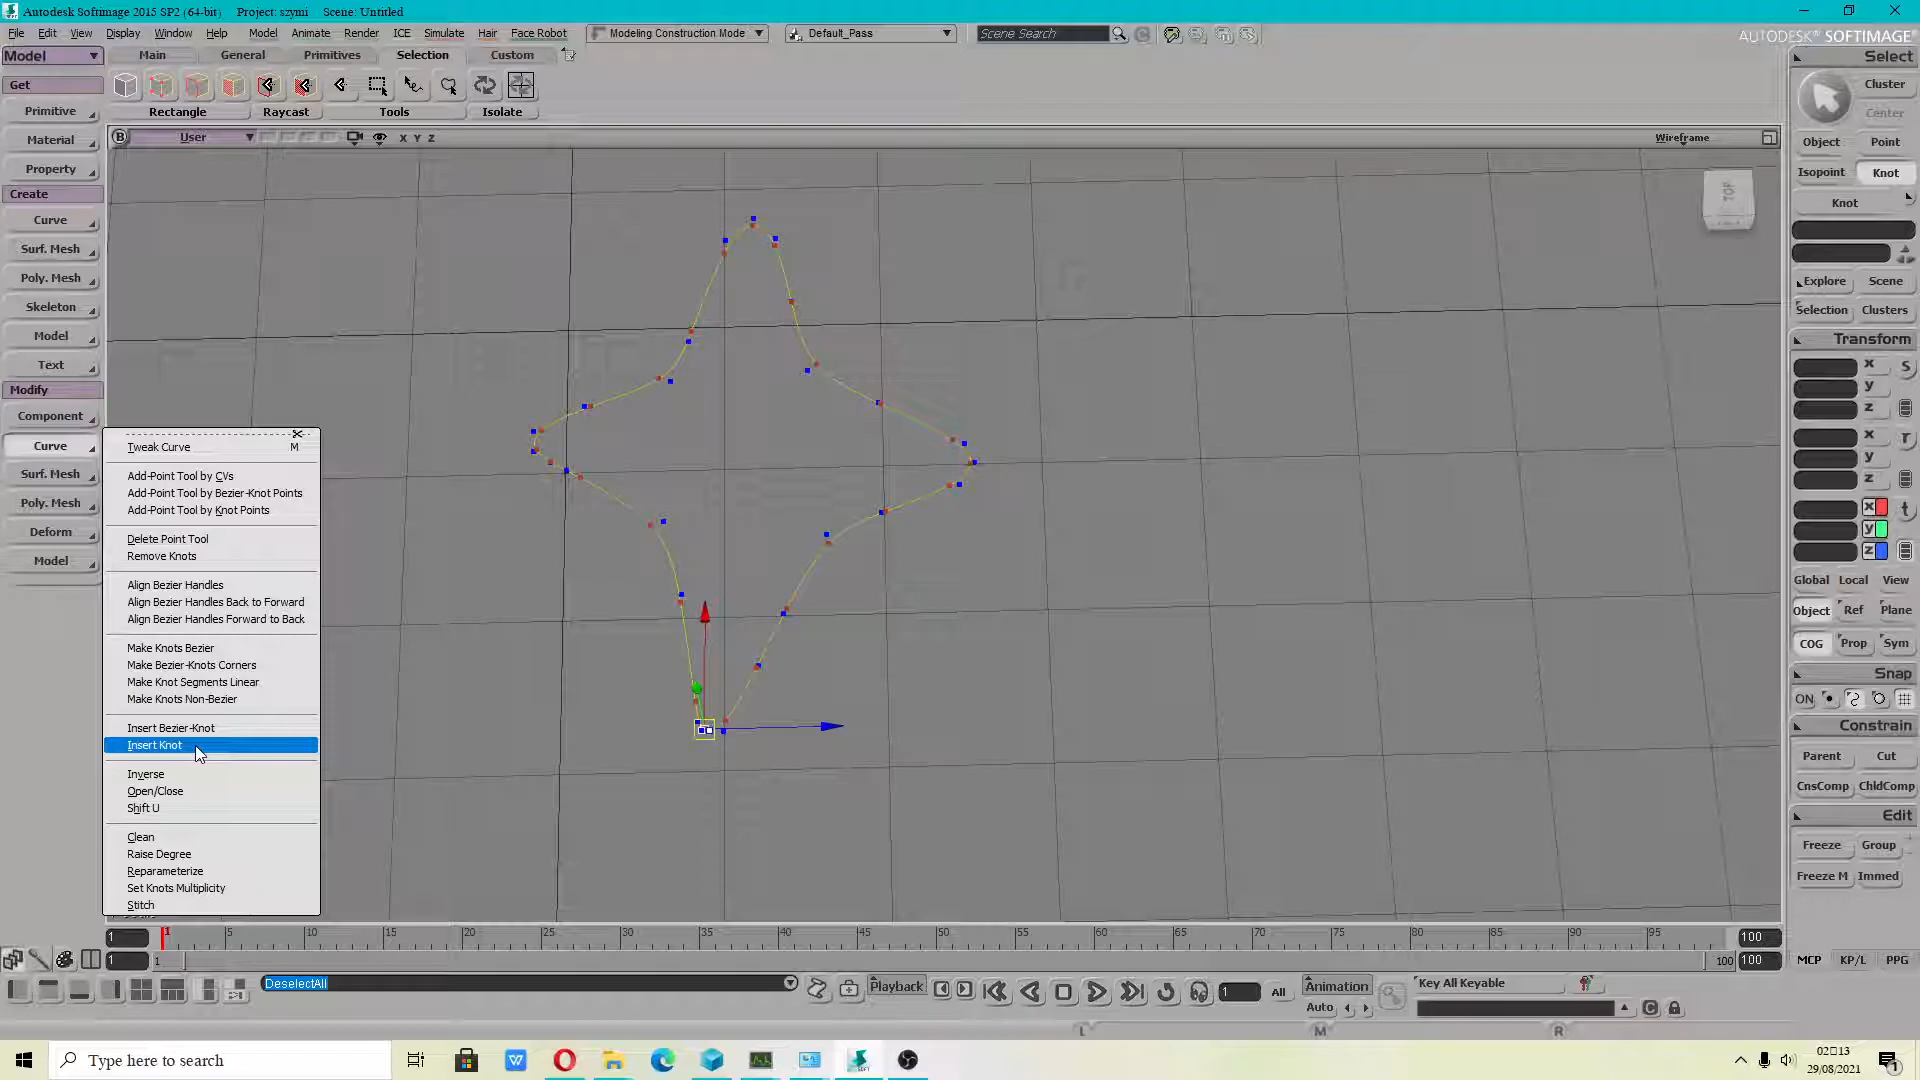 Autodesk Softimage 2015 SP2 (64-bit) Project: szymi Scene: Untitled
File Edit View Display Window Help Model Animate Render ICE Simulate Hair Face Robot Modeling Construction Mode Default_Pass Scene Search AUTODESK® SOFTIMAGE®
Model Main General Primitives Selection Custom Select
Get
Cluster
Primitive Rectangle Raycast Tools Isolate Center
B User X Y Z Wireframe
Material Object Point
Property Isopoint Knot
Create Knot
Curve TOP
Surf. Mesh
Poly. Mesh Explore Scene
Skeleton Selection Clusters
Model Transform
Text x S
y
Modify z
Component x r
Curve y
Surf. Mesh z
Poly. Mesh x t
Deform y
Model z
Tweak Curve M
Add-Point Tool by CVs
Add-Point Tool by Bezier-Knot Points
Add-Point Tool by Knot Points
Delete Point Tool
Remove Knots
Align Bezier Handles
Align Bezier Handles Back to Forward
Align Bezier Handles Forward to Back
Make Knots Bezier
Make Bezier-Knots Corners
Make Knot Segments Linear
Make Knots Non-Bezier
Insert Bezier-Knot
Insert Knot
Inverse
Open/Close
Shift U
Clean
Raise Degree
Reparameterize
Set Knots Multiplicity
Stitch
Global Local View
Object Ref Plane
COG Prop Sym
Snap
ON
Constrain
Parent Cut
CnsComp ChldComp
Edit
Freeze Group
Freeze M Immed
1 1 5 10 15 20 25 30 35 40 45 50 55 60 65 70 75 80 85 90 95 100
1 1 100 100 MCP KP/L PPG
DeselectAll Playback 1 All Animation Key All Keyable
Auto C
L M R
Type here to search
02 13
29/08/2021
1